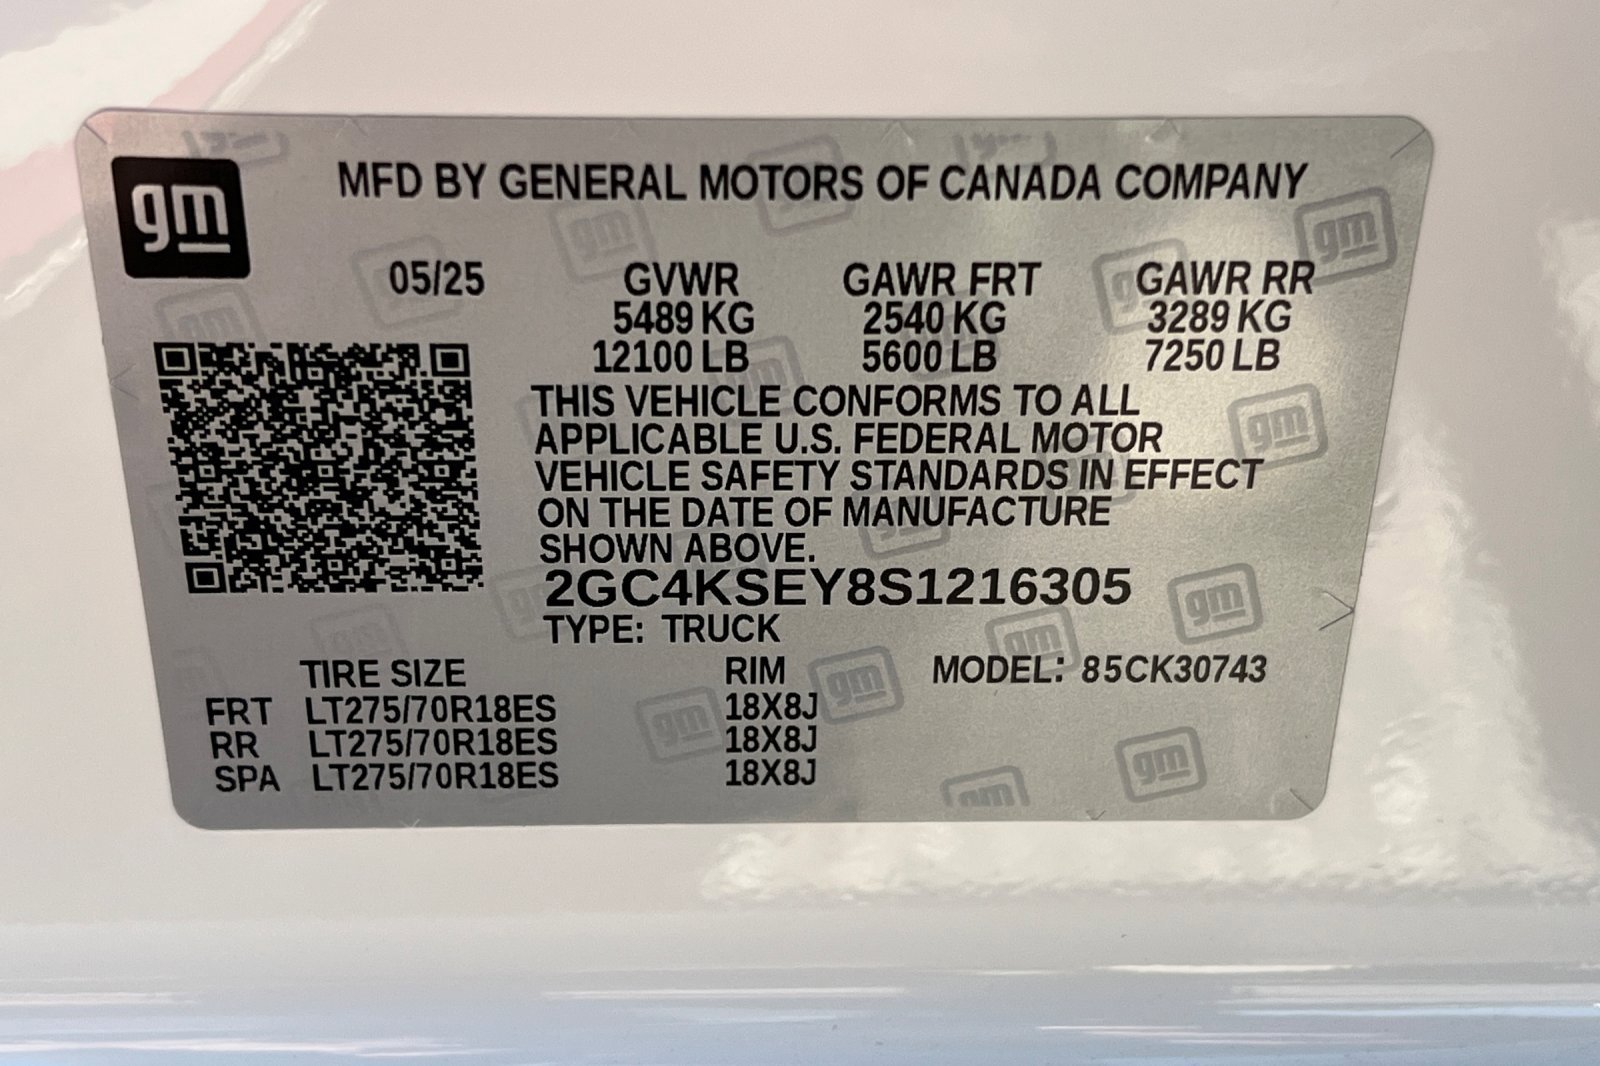 gm
MFD BY GENERAL MOTORS OF CANADA COMPANY
05/25 GVWR GAWR FRT GAWR RR
5489 KG 2540 KG 3289 KG
12100 LB 5600 LB 7250 LB
THIS VEHICLE CONFORMS TO ALL
APPLICABLE U.S. FEDERAL MOTOR
VEHICLE SAFETY STANDARDS IN EFFECT
ON THE DATE OF MANUFACTURE
SHOWN ABOVE.
2GC4KSEY8S1216305
TYPE: TRUCK
TIRE SIZE RIM MODEL: 85CK30743
FRT LT275/70R18ES 18X8J
RR LT275/70R18ES 18X8J
SPA LT275/70R18ES 18X8J